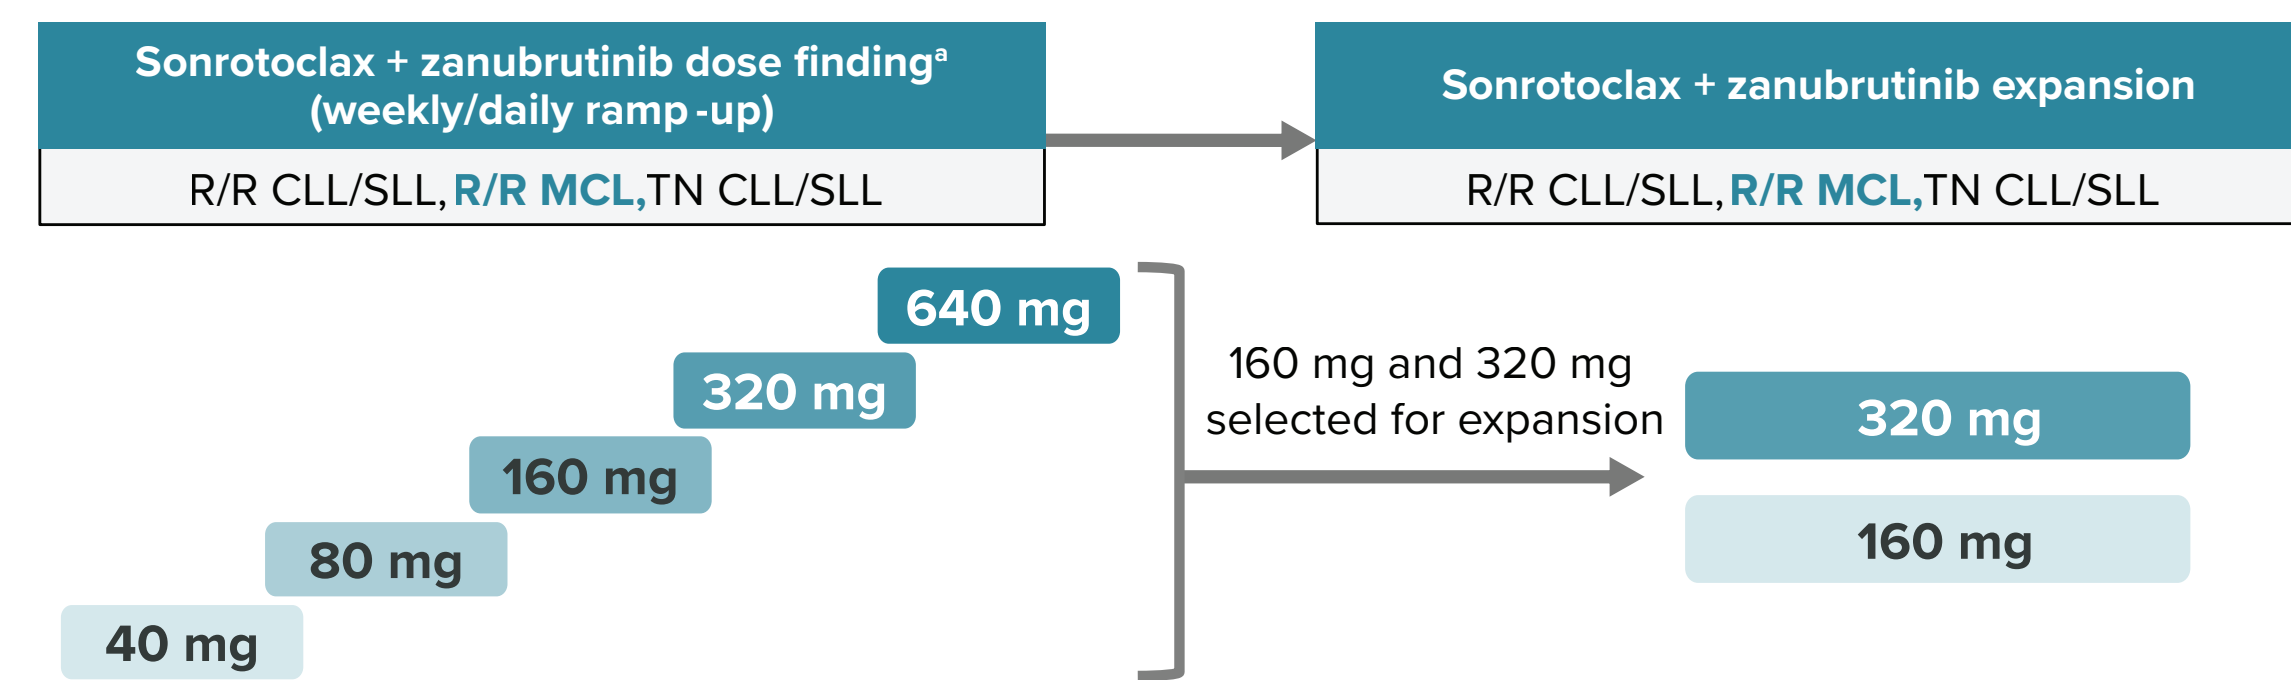 Sonrotoclax + zanubrutinib dose findingᵃ
(weekly/daily ramp-up)
R/R CLL/SLL, R/R MCL, TN CLL/SLL
Sonrotoclax + zanubrutinib expansion
R/R CLL/SLL, R/R MCL, TN CLL/SLL
640 mg
320 mg
160 mg
80 mg
40 mg
160 mg and 320 mg
selected for expansion
320 mg
160 mg